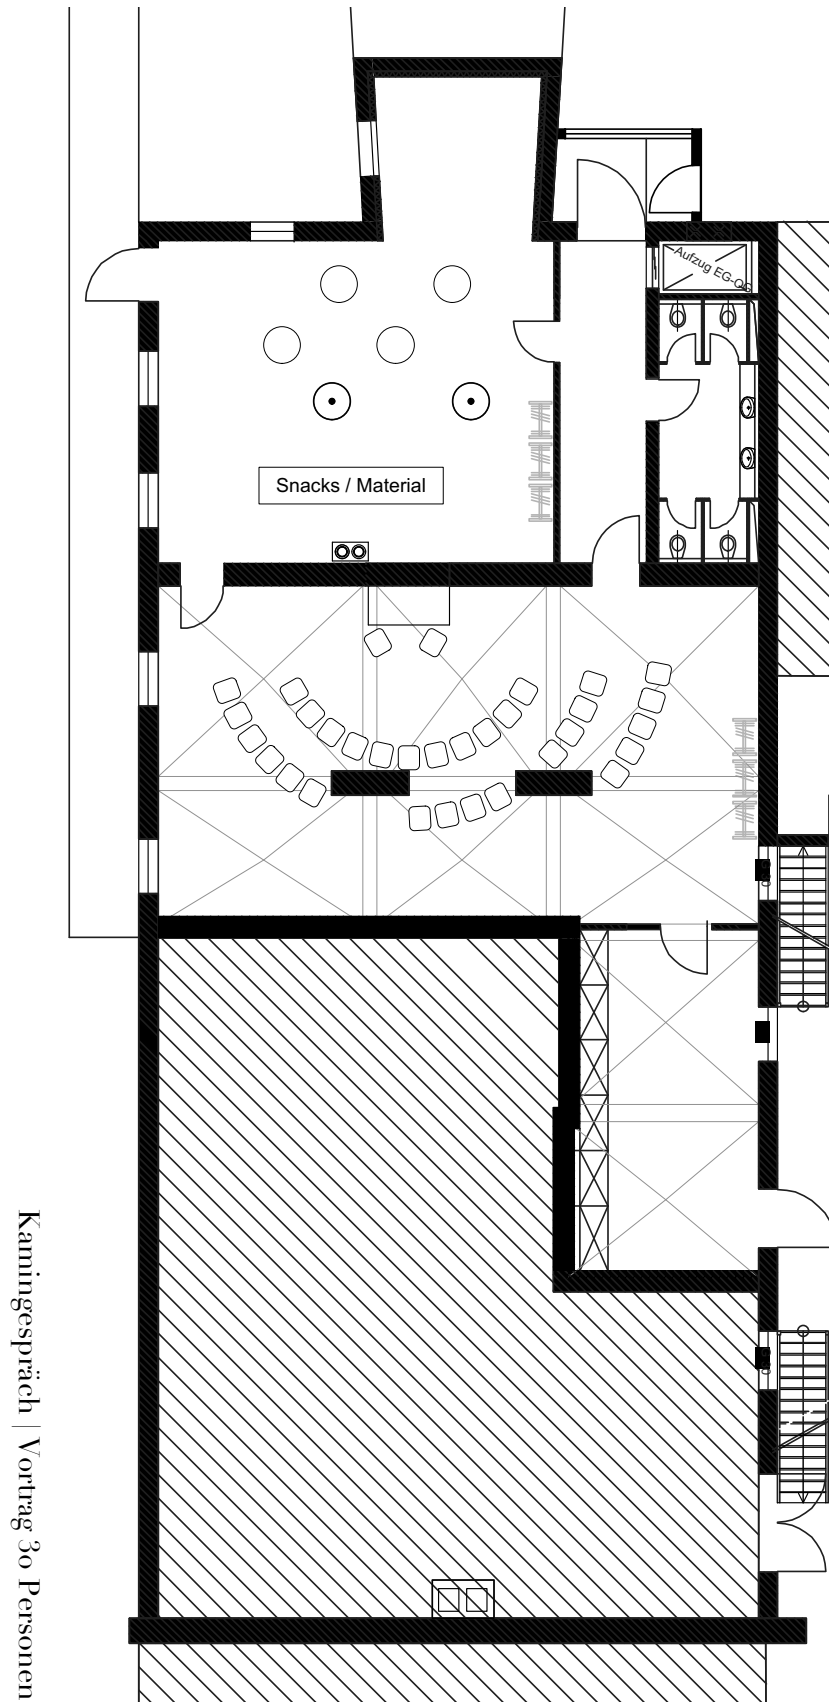 Aufzug EG-OG
Snacks / Material
Kamingespräch | Vortrag 30 Personen